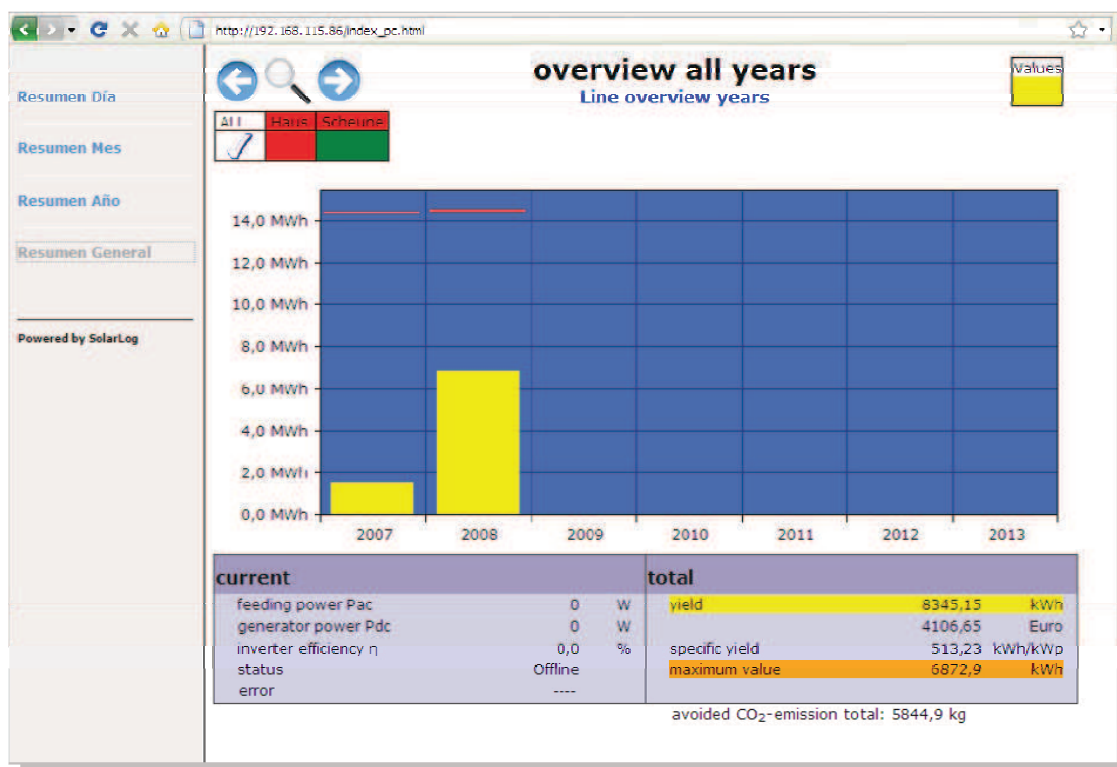 http://192.168.115.86/index_pc.html
Resumen Día
Resumen Mes
Resumen Año
Resumen General
Powered by SolarLog
overview all years
Line overview years
Values
ALL Haus Scheune
14,0 MWh
12,0 MWh
10,0 MWh
8,0 MWh
6,0 MWh
4,0 MWh
2,0 MWh
0,0 MWh
2007 2008 2009 2010 2011 2012 2013
current total
feeding power Pac 0 W yield 8345,15 kWh
generator power Pdc 0 W 4106,65 Euro
inverter efficiency η 0,0 % specific yield 513,23 kWh/kWp
status Offline maximum value 6872,9 kWh
error ----
avoided CO₂-emission total: 5844,9 kg